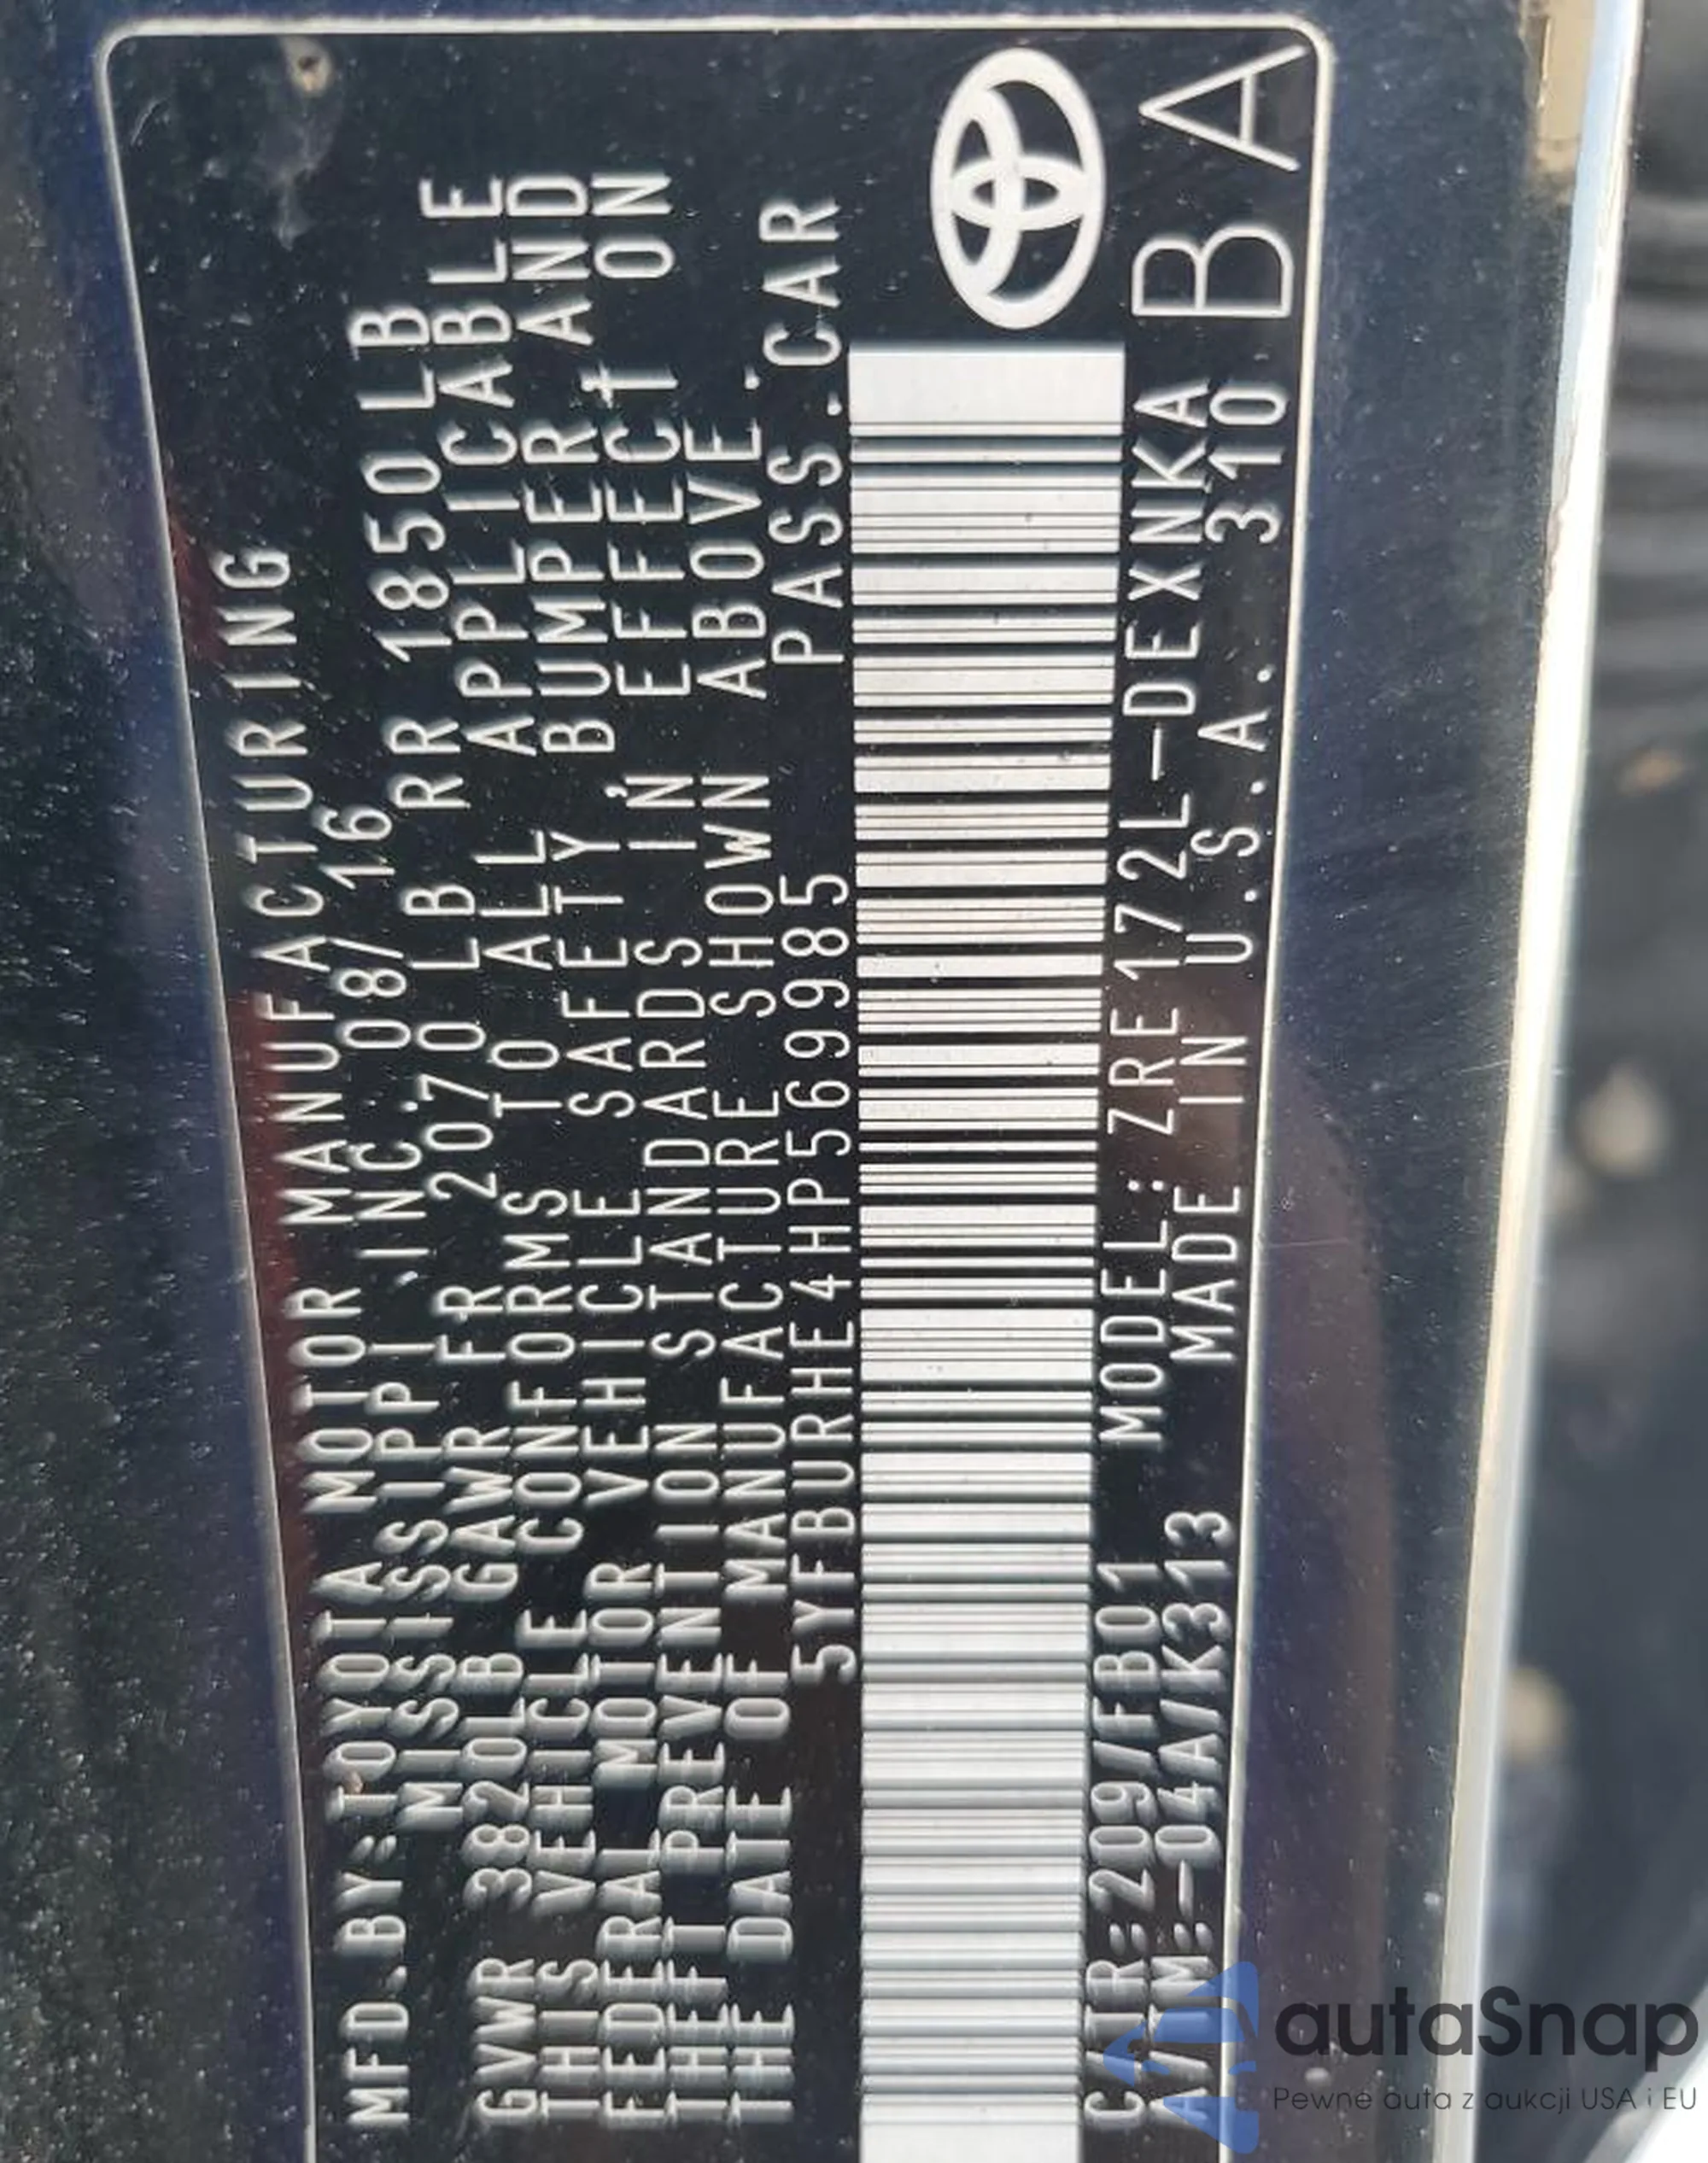 MFD.BY:TOYOTA MOTOR MANUFACTURING
MISSISSIPPI, INC. 08/16
GVWR 3820LB GAWR FR 2070LB RR 1850LB
THIS VEHICLE CONFORMS TO ALL APPLICABLE
FEDERAL MOTOR VEHICLE SAFETY, BUMPER AND
THEFT PREVENTION STANDARDS IN EFFECT ON
THE DATE OF MANUFACTURE SHOWN ABOVE.
5YFBURHE4HP569985 PASS.CAR
C/TR:209/FB01 MODEL:ZRE172L-DEXNKA
A/TM:-04A/K313 MADE IN U.S.A. 310
BA
autaSnap
Pewne auta z aukcji USA i EU